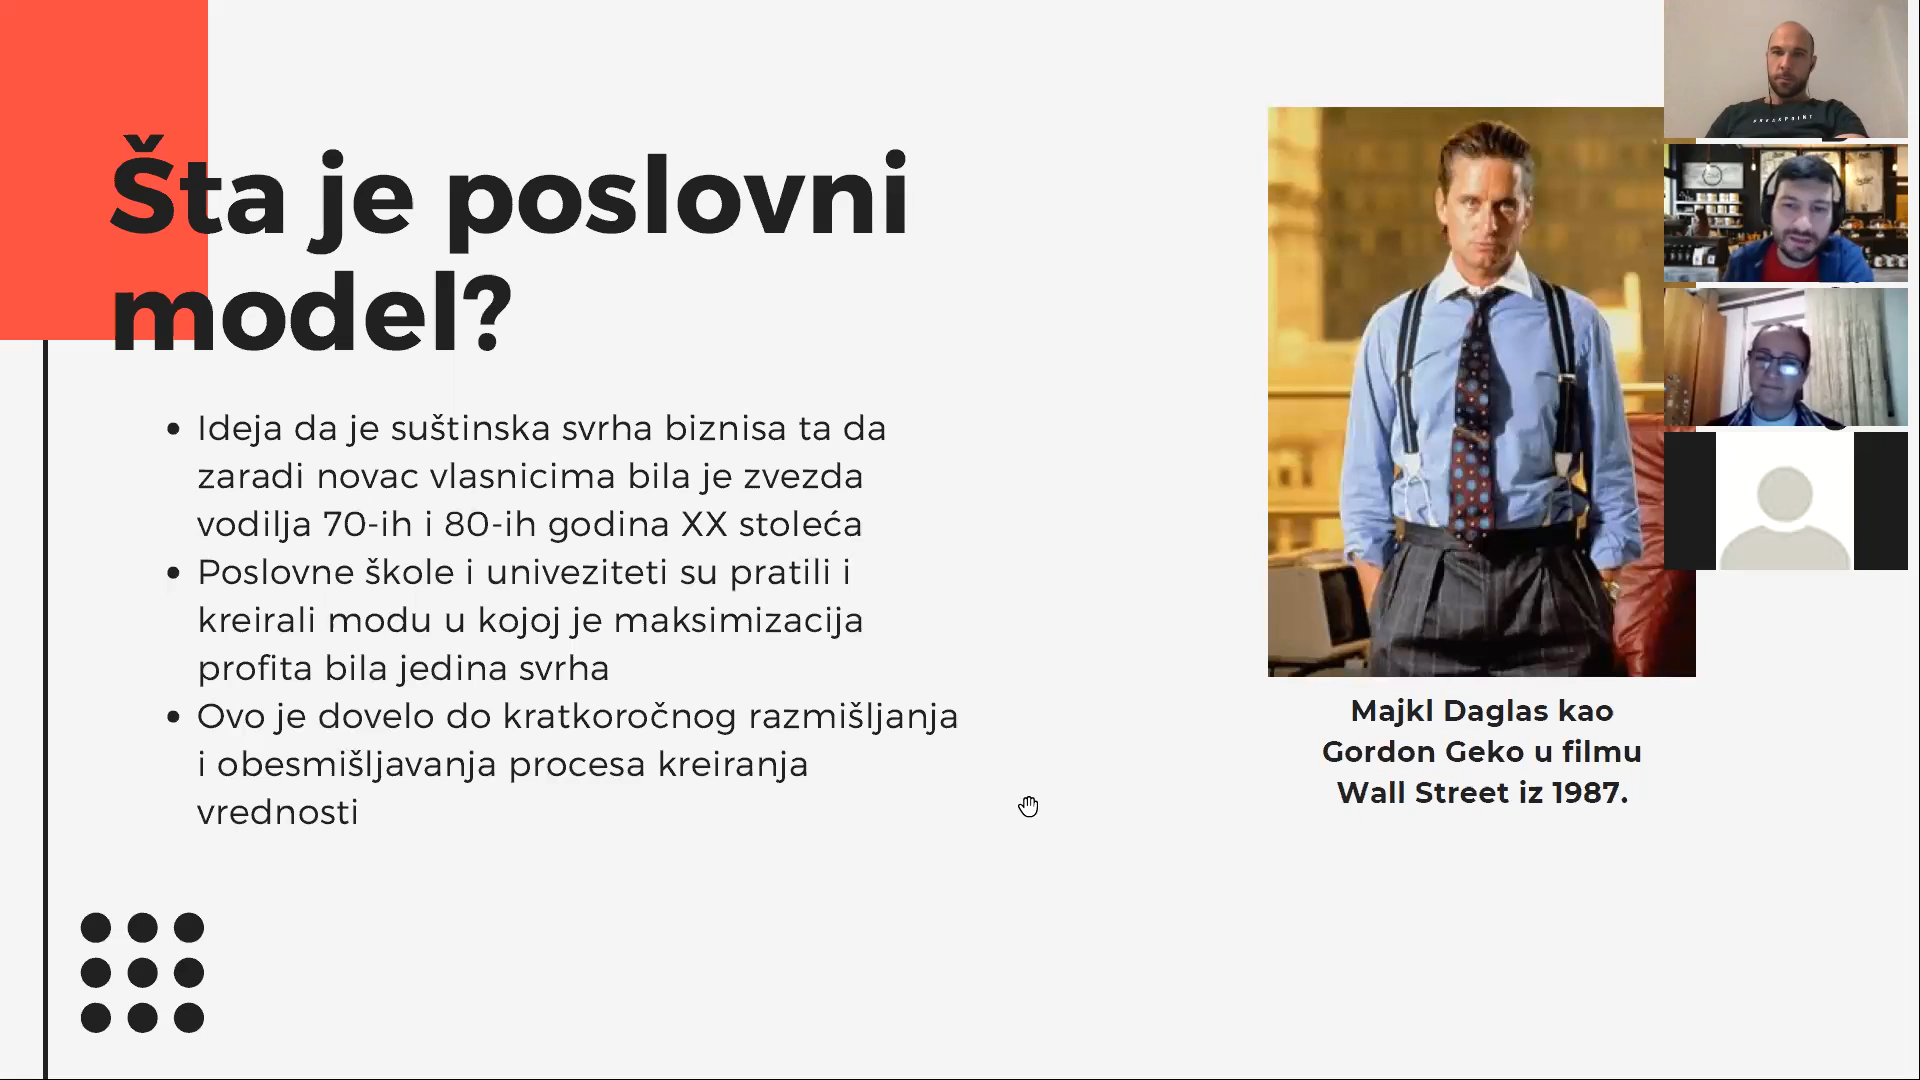 Šta je poslovni
model?
• Ideja da je suštinska svrha biznisa ta da
zaradi novac vlasnicima bila je zvezda
vodilja 70-ih i 80-ih godina XX stoleća
• Poslovne škole i univeziteti su pratili i
kreirali modu u kojoj je maksimizacija
profita bila jedina svrha
• Ovo je dovelo do kratkoročnog razmišljanja
i obesmišljavanja procesa kreiranja
vrednosti
Majkl Daglas kao
Gordon Geko u filmu
Wall Street iz 1987.